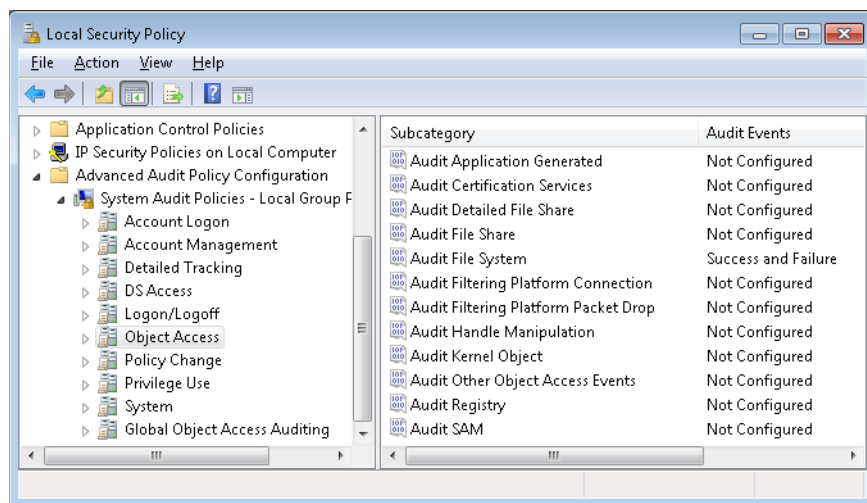 Local Security Policy
File Action View Help
Application Control Policies
IP Security Policies on Local Computer
Advanced Audit Policy Configuration
System Audit Policies - Local Group P
Account Logon
Account Management
Detailed Tracking
DS Access
Logon/Logoff
Object Access
Policy Change
Privilege Use
System
Global Object Access Auditing
Subcategory Audit Events
Audit Application Generated Not Configured
Audit Certification Services Not Configured
Audit Detailed File Share Not Configured
Audit File Share Not Configured
Audit File System Success and Failure
Audit Filtering Platform Connection Not Configured
Audit Filtering Platform Packet Drop Not Configured
Audit Handle Manipulation Not Configured
Audit Kernel Object Not Configured
Audit Other Object Access Events Not Configured
Audit Registry Not Configured
Audit SAM Not Configured